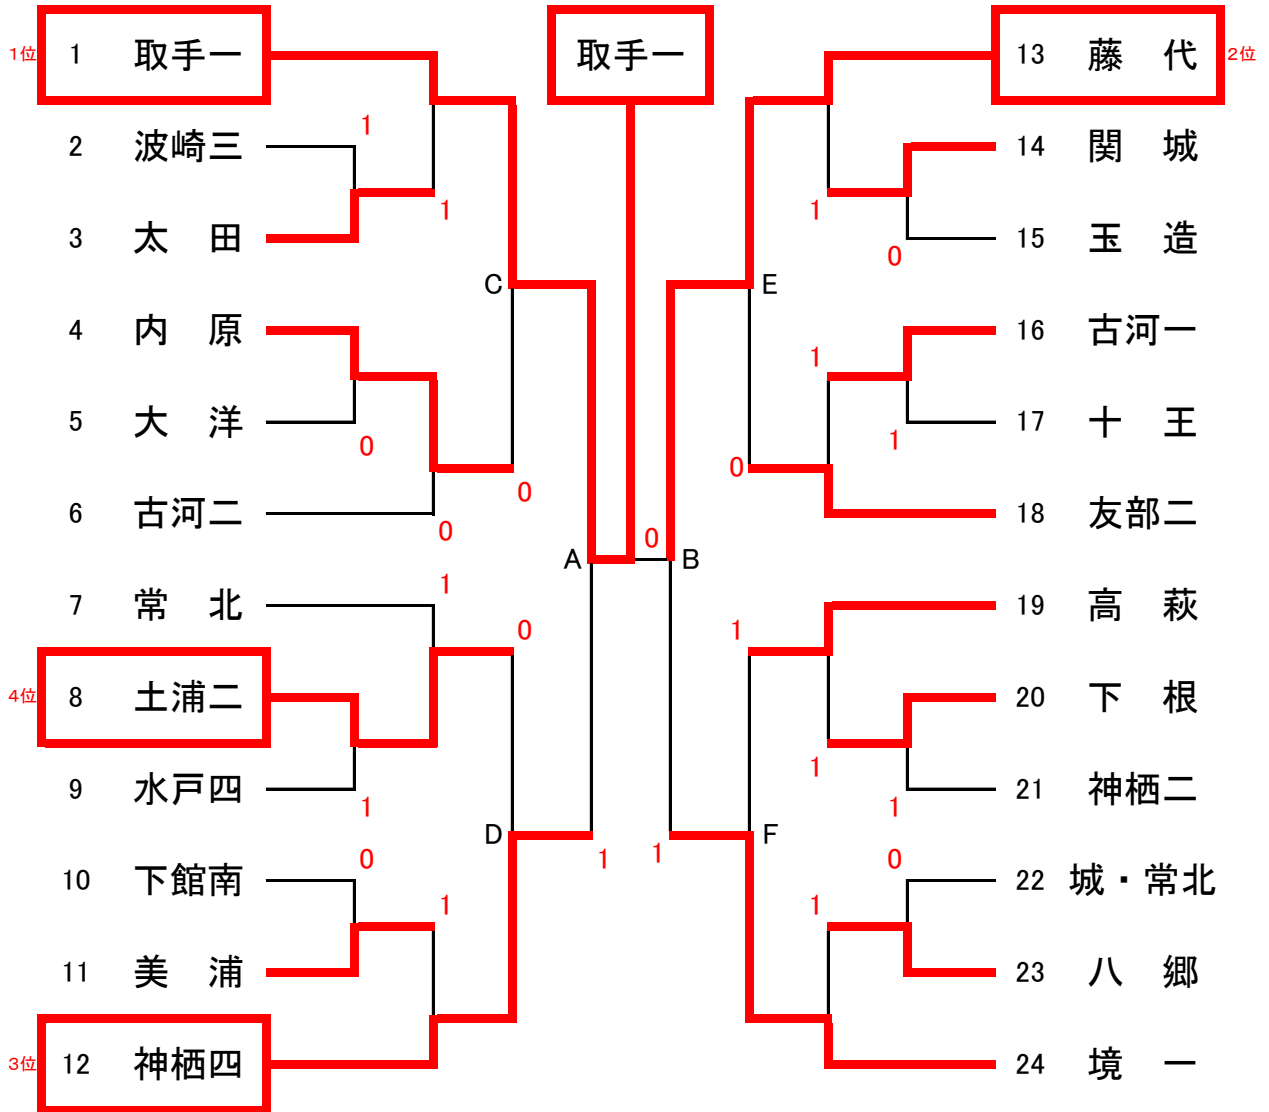 1位 1 取手一
取手一
13 藤 代 2位
1
2 波崎三
14 関 城
1
1
3 太 田
15 玉 造
0
C
E
4 内 原
16 古河一
1
5 大 洋
17 十 王
0
1
0
0
6 古河二
18 友部二
0
0
A
B
1
7 常 北
19 高 萩
0
1
4位 8 土浦二
20 下 根
1
9 水戸四
21 神栖二
1
1
D
F
0
1
1
0
10 下館南
22 城・常北
1
1
11 美 浦
23 八 郷
3位 12 神栖四
24 境 一